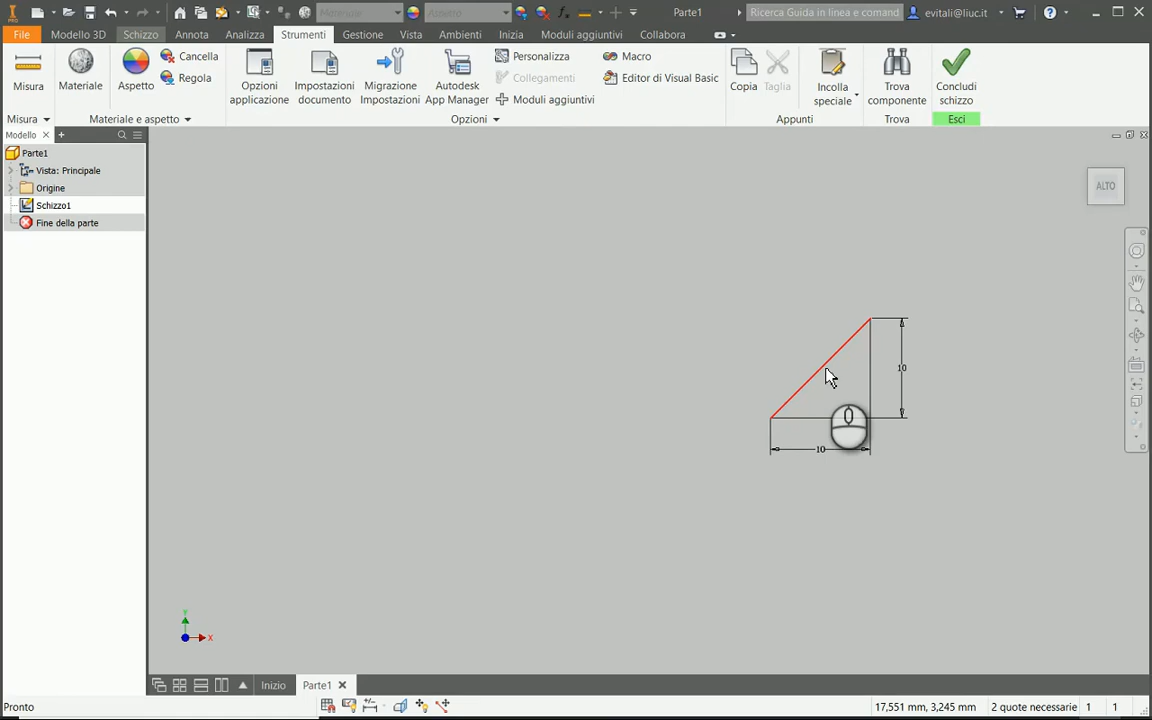 Materiale
Aspetto
Parte1
Ricerca Guida in linea e comand
evitali@liuc.it
PRO
File
Modello 3D
Schizzo
Annota
Analizza
Strumenti
Gestione
Vista
Ambienti
Inizia
Moduli aggiuntivi
Collabora
Misura
Materiale
Aspetto
Cancella
Regola
Opzioni
applicazione
Impostazioni
documento
Migrazione
Impostazioni
Autodesk
App Manager
Personalizza
Collegamenti
Moduli aggiuntivi
Macro
Editor di Visual Basic
Copia
Taglia
Incolla
speciale
Trova
componente
Concludi
schizzo
Misura
Materiale e aspetto
Opzioni
Appunti
Trova
Esci
Modello
Parte1
Vista: Principale
Origine
Schizzo1
Fine della parte
ALTO
10
10
Y
X
Inizio
Parte1
Pronto
17,551 mm, 3,245 mm
2 quote necessarie
1
1